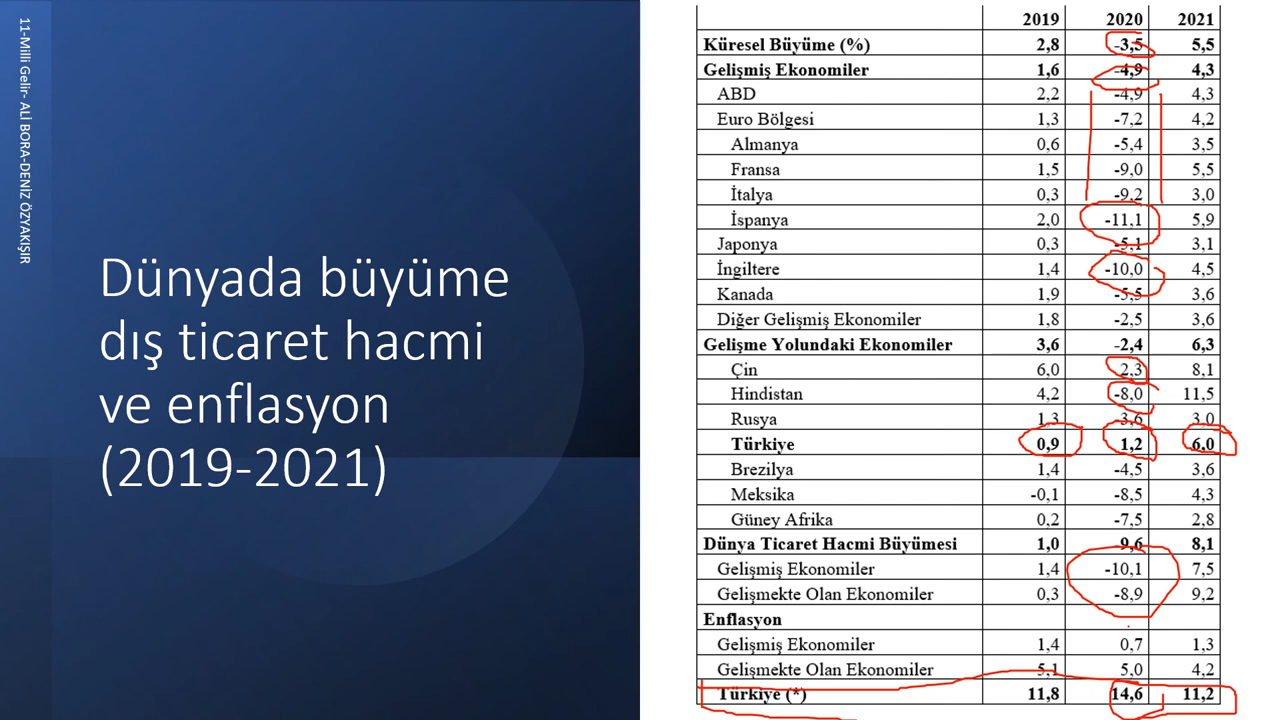 11-Milli Gelir- ALİ BORA-DENİZ ÖZYAKIŞIR
Dünyada büyüme
dış ticaret hacmi
ve enflasyon
(2019-2021)
2019 2020 2021
Küresel Büyüme (%) 2,8 -3,5 5,5
Gelişmiş Ekonomiler 1,6 -4,9 4,3
ABD 2,2 -4,9 4,3
Euro Bölgesi 1,3 -7,2 4,2
Almanya 0,6 -5,4 3,5
Fransa 1,5 -9,0 5,5
İtalya 0,3 -9,2 3,0
İspanya 2,0 -11,1 5,9
Japonya 0,3 -5,1 3,1
İngiltere 1,4 -10,0 4,5
Kanada 1,9 -5,5 3,6
Diğer Gelişmiş Ekonomiler 1,8 -2,5 3,6
Gelişme Yolundaki Ekonomiler 3,6 -2,4 6,3
Çin 6,0 2,3 8,1
Hindistan 4,2 -8,0 11,5
Rusya 1,3 -3,6 3,0
Türkiye 0,9 1,2 6,0
Brezilya 1,4 -4,5 3,6
Meksika -0,1 -8,5 4,3
Güney Afrika 0,2 -7,5 2,8
Dünya Ticaret Hacmi Büyümesi 1,0 -9,6 8,1
Gelişmiş Ekonomiler 1,4 -10,1 7,5
Gelişmekte Olan Ekonomiler 0,3 -8,9 9,2
Enflasyon
Gelişmiş Ekonomiler 1,4 0,7 1,3
Gelişmekte Olan Ekonomiler 5,1 5,0 4,2
Türkiye (*) 11,8 14,6 11,2